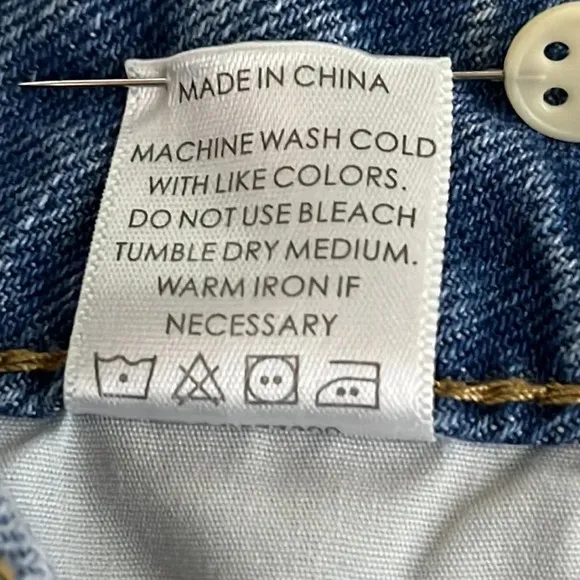 MADE IN CHINA
MACHINE WASH COLD
WITH LIKE COLORS.
DO NOT USE BLEACH
TUMBLE DRY MEDIUM.
WARM IRON IF
NECESSARY